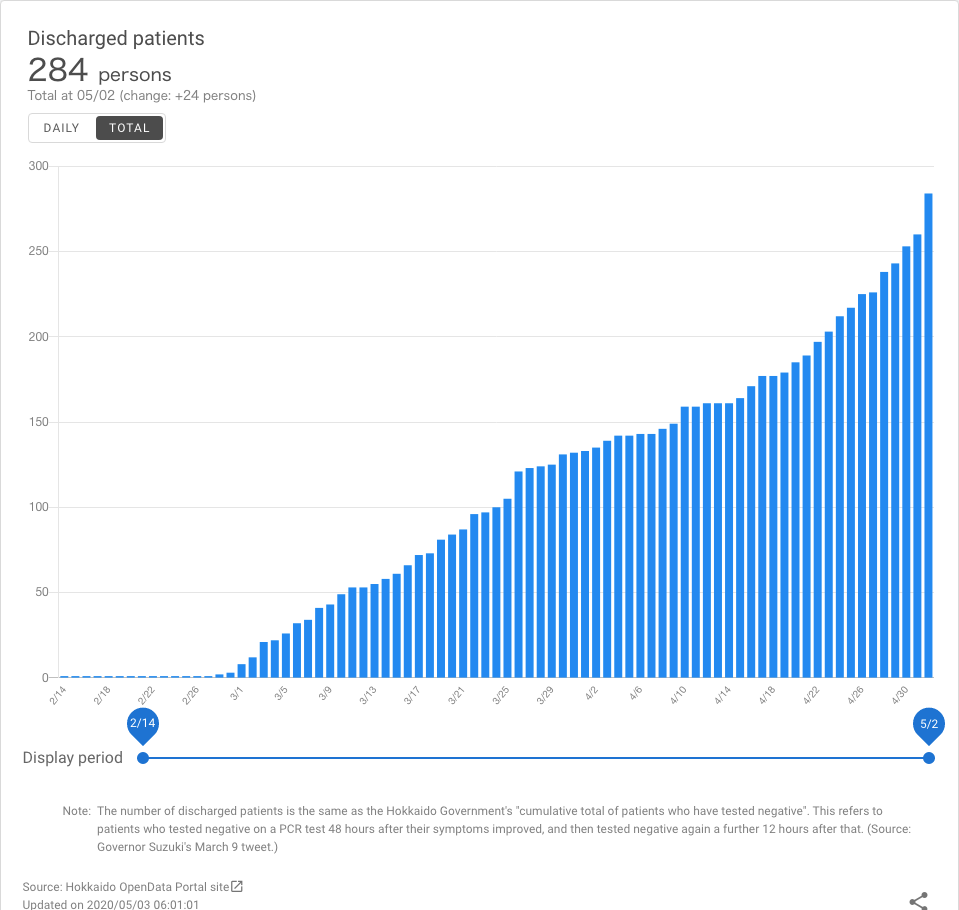 Discharged patients
284 persons
Total at 05/02 (change: +24 persons)
DAILY TOTAL
300
250
200
150
100
50
0
2/14 2/18 2/22 2/26 3/1 3/5 3/9 3/13 3/17 3/21 3/25 3/29 4/2 4/6 4/10 4/14 4/18 4/22 4/26 4/30
2/14 5/2
Display period
Note: The number of discharged patients is the same as the Hokkaido Government's "cumulative total of patients who have tested negative". This refers to
patients who tested negative on a PCR test 48 hours after their symptoms improved, and then tested negative again a further 12 hours after that. (Source:
Governor Suzuki's March 9 tweet.)
Source: Hokkaido OpenData Portal site
Updated on 2020/05/03 06:01:01